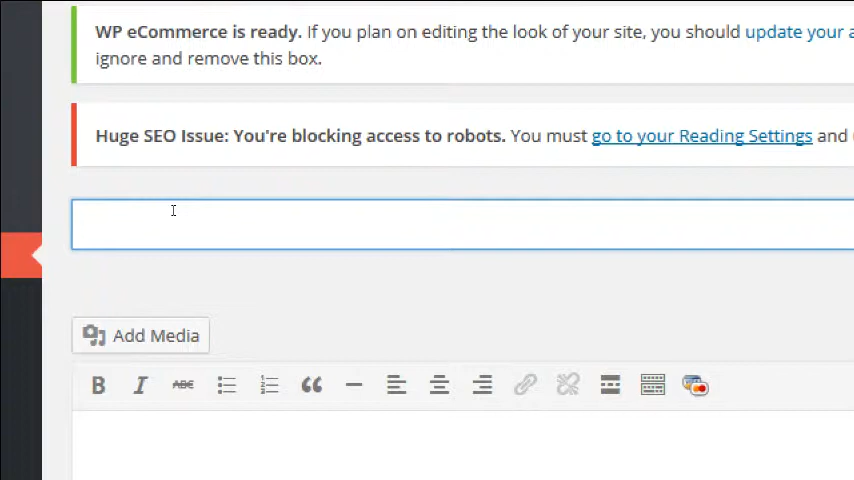 WP eCommerce is ready. If you plan on editing the look of your site, you should update your a
ignore and remove this box.
Huge SEO Issue: You're blocking access to robots. You must go to your Reading Settings and
Add Media
B I ABC